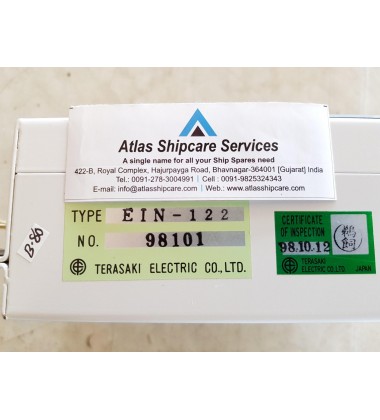 Atlas Shipcare Services
A single name for all your Ship Spares need
422-B, Royal Complex, Hajurpayga Road, Bhavnagar-364001 [Gujarat] India
Tel.: 0091-278-3004991 | Cell : 0091-9825324343
E-mail: info@atlasshipcare.com | Web.: www.atlasshipcare.com
TYPE EIN-122
NO. 98101
TERASAKI ELECTRIC CO., LTD.
B-80
CERTIFICATE
OF INSPECTION
98.10.12
TERASAKI
ELECTRIC CO., LTD. JAPAN